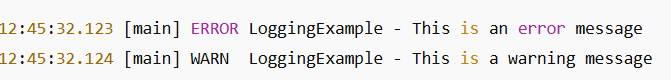 12:45:32.123 [main] ERROR LoggingExample - This is an error message
12:45:32.124 [main] WARN  LoggingExample - This is a warning message